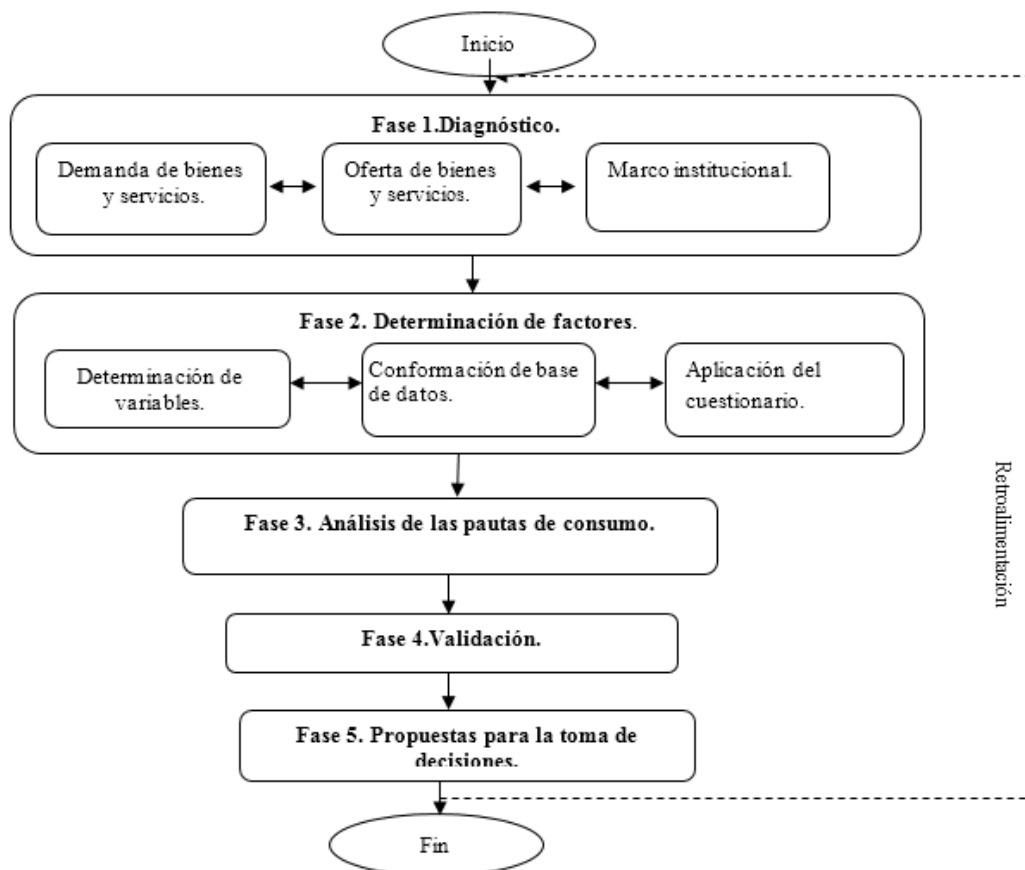 Inicio
Fase 1.Diagnóstico.
Demanda de bienes
y servicios.
Oferta de bienes
y servicios.
Marco institucional.
Fase 2. Determinación de factores.
Determinación de
variables.
Conformación de base
de datos.
Aplicación del
cuestionario.
Retroalimentación
Fase 3. Análisis de las pautas de consumo.
Fase 4.Validación.
Fase 5. Propuestas para la toma de
decisiones.
Fin